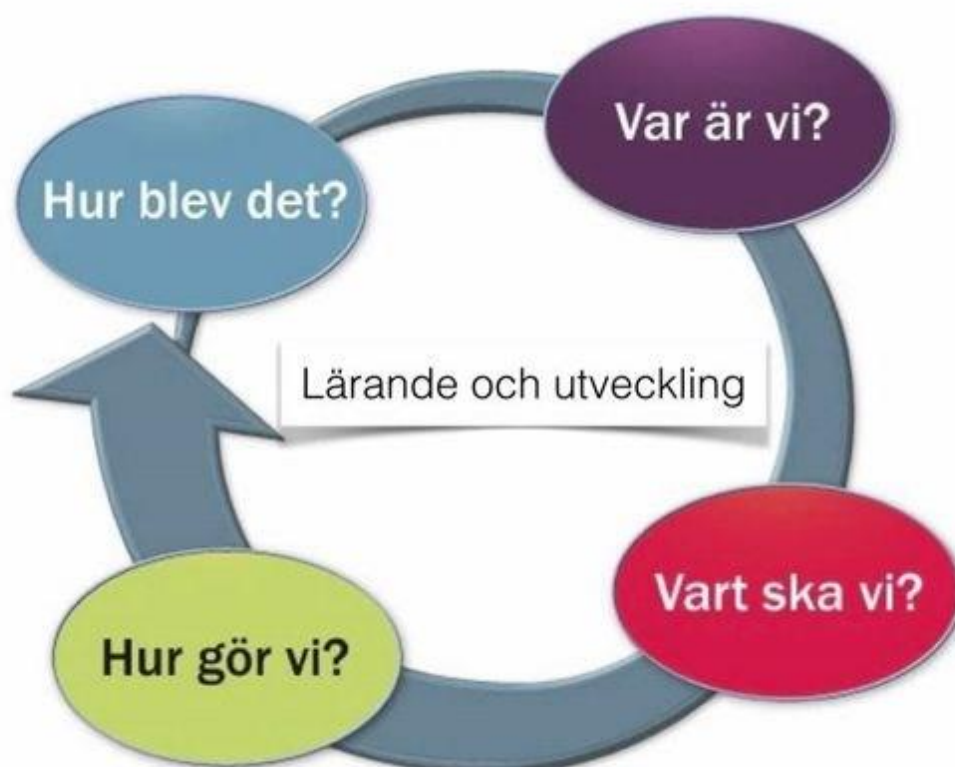 Var är vi?
Hur blev det?
Lärande och utveckling
Vart ska vi?
Hur gör vi?